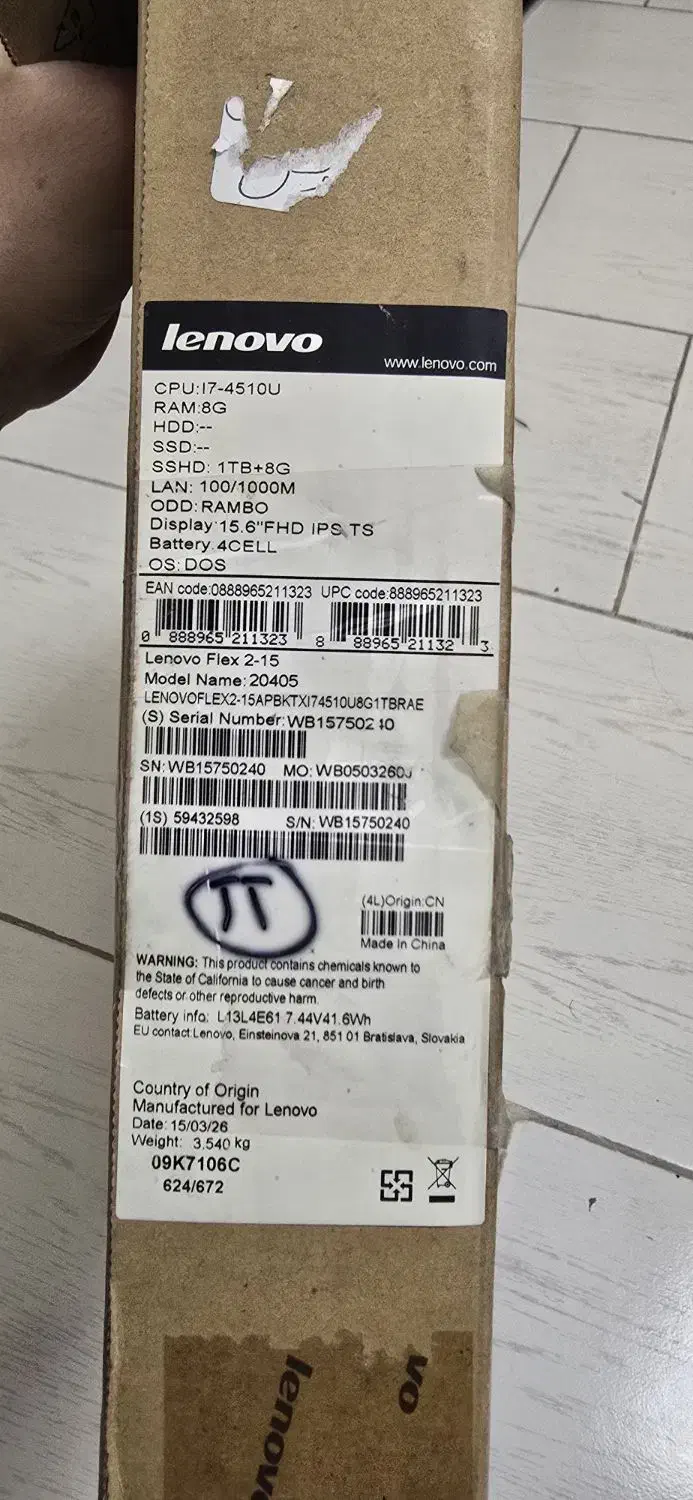 lenovo
www.lenovo.com
CPU:I7-4510U
RAM:8G
HDD:--
SSD:--
SSHD: 1TB+8G
LAN: 100/1000M
ODD:RAMBO
Display:15.6"FHD IPS TS
Battery:4CELL
OS:DOS
EAN code:0888965211323 UPC code:888965211323
0 888965 211323 8 88965 21132 3
Lenovo Flex 2-15
Model Name:20405
LENOVOFLEX2-15APBKTXI74510U8G1TBRAE
(S) Serial Number:WB15750240
SN:WB15750240 MO:WB0503260J
(1S) 59432598 S/N:WB15750240
TT
(4L)Origin:CN
Made In China
WARNING: This product contains chemicals known to
the State of California to cause cancer and birth
defects or other reproductive harm.
Battery info: L13L4E61 7.44V41.6Wh
EU contact:Lenovo, Einsteinova 21, 851 01 Bratislava, Slovakia
Country of Origin
Manufactured for Lenovo
Date:15/03/26
Weight: 3.540 kg
09K7106C
624/672
lenovo
vo